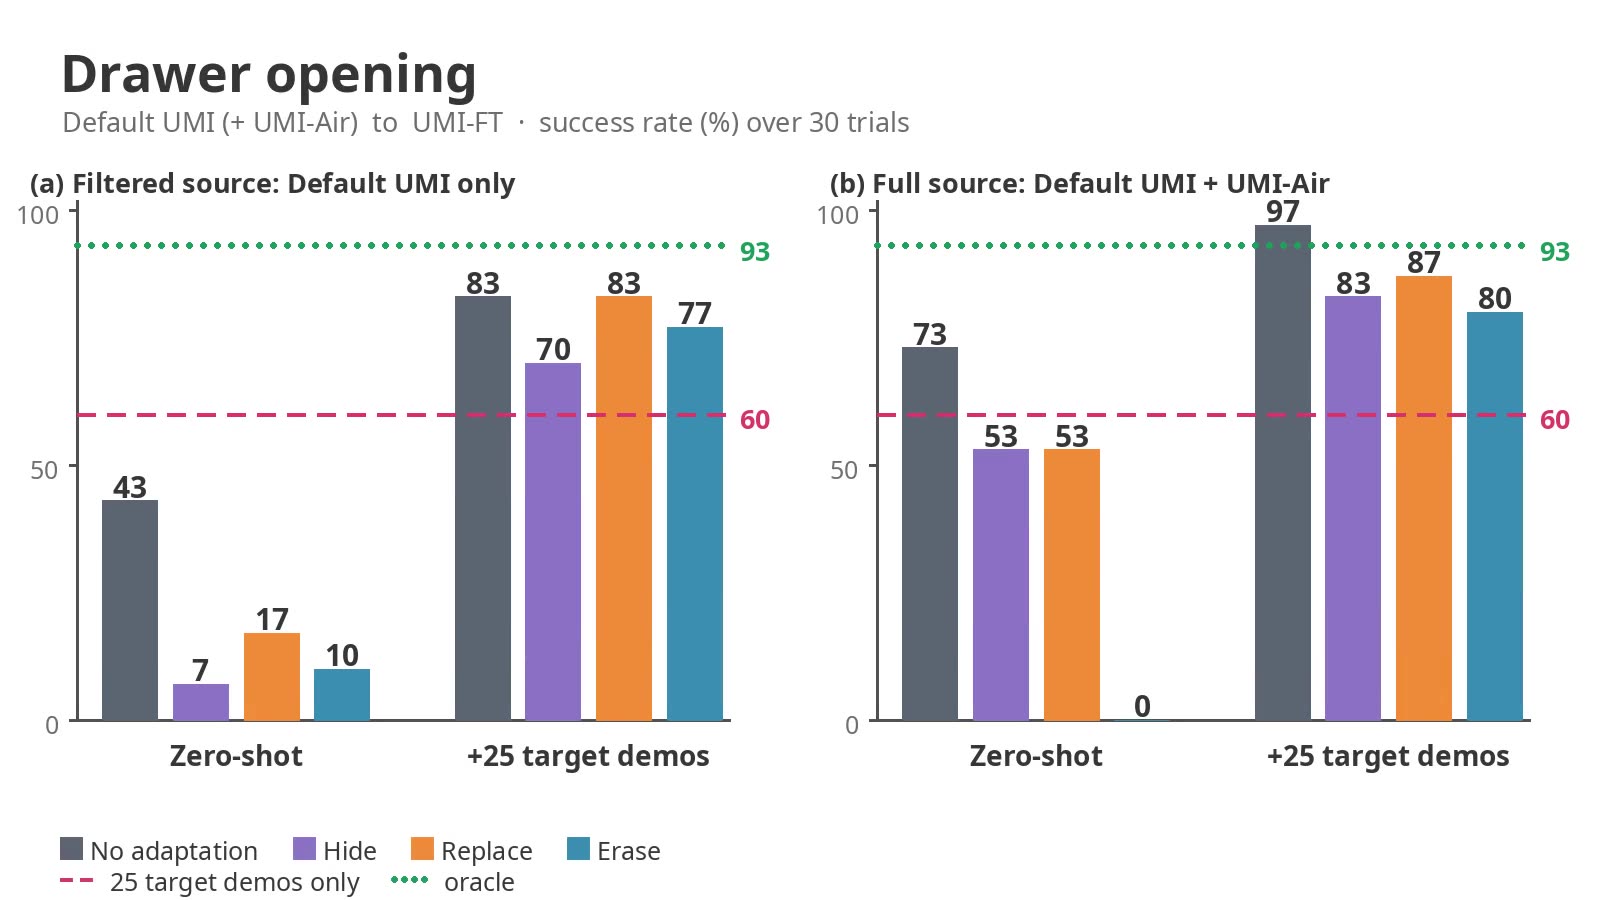 Drawer opening
Default UMI (+ UMI-Air) to UMI-FT · success rate (%) over 30 trials
(a) Filtered source: Default UMI only
100
93
83
83
77
70
60
50
43
17
10
7
0
Zero-shot
+25 target demos
(b) Full source: Default UMI + UMI-Air
100
97
93
87
83
80
73
60
53
53
50
0
0
Zero-shot
+25 target demos
No adaptation Hide Replace Erase
25 target demos only oracle